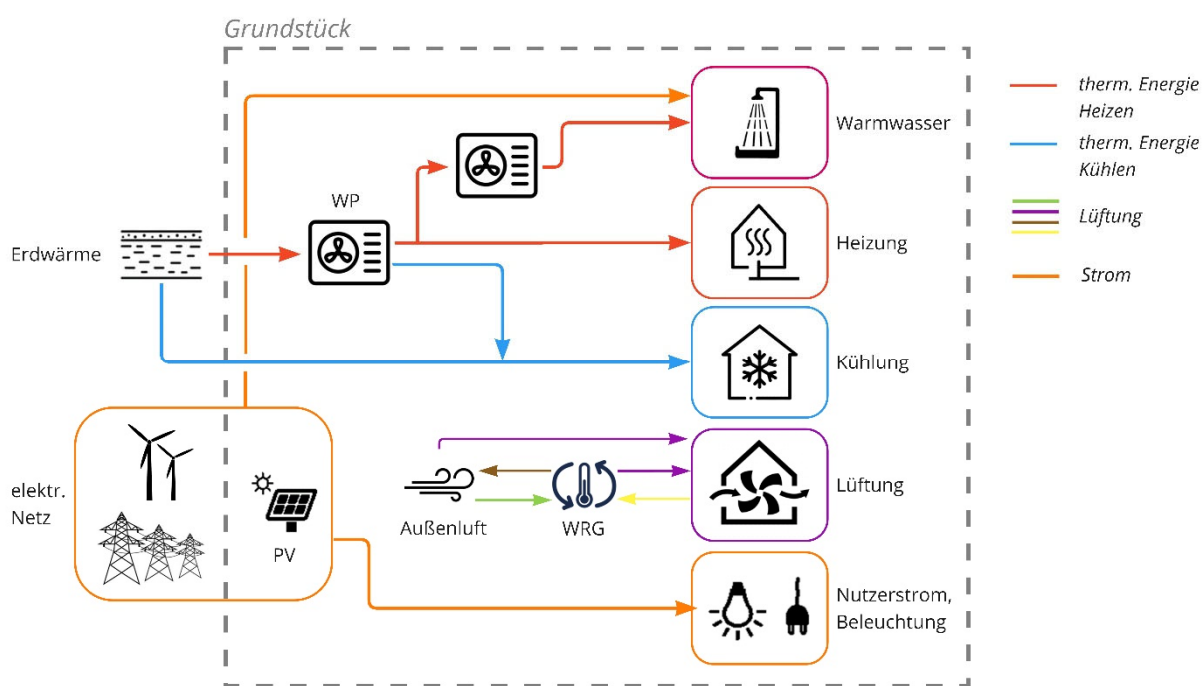 Grundstück
therm. Energie
Heizen
therm. Energie
Kühlen
Lüftung
Strom
Warmwasser
WP
Erdwärme
Heizung
Kühlung
elektr.
Netz
PV
Außenluft
WRG
Lüftung
Nutzerstrom,
Beleuchtung